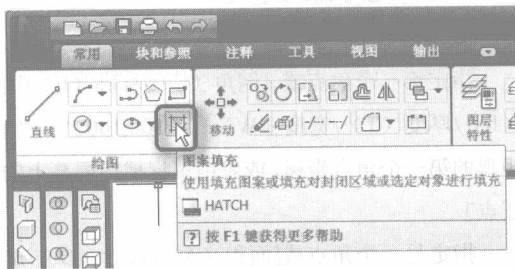 常用 块和参照 注释 工具 视图 输出
直线 移动 图层特性
绘图
图案填充
使用填充图案或填充对封闭区域或选定对象进行填充
HATCH
按 F1 键获得更多帮助